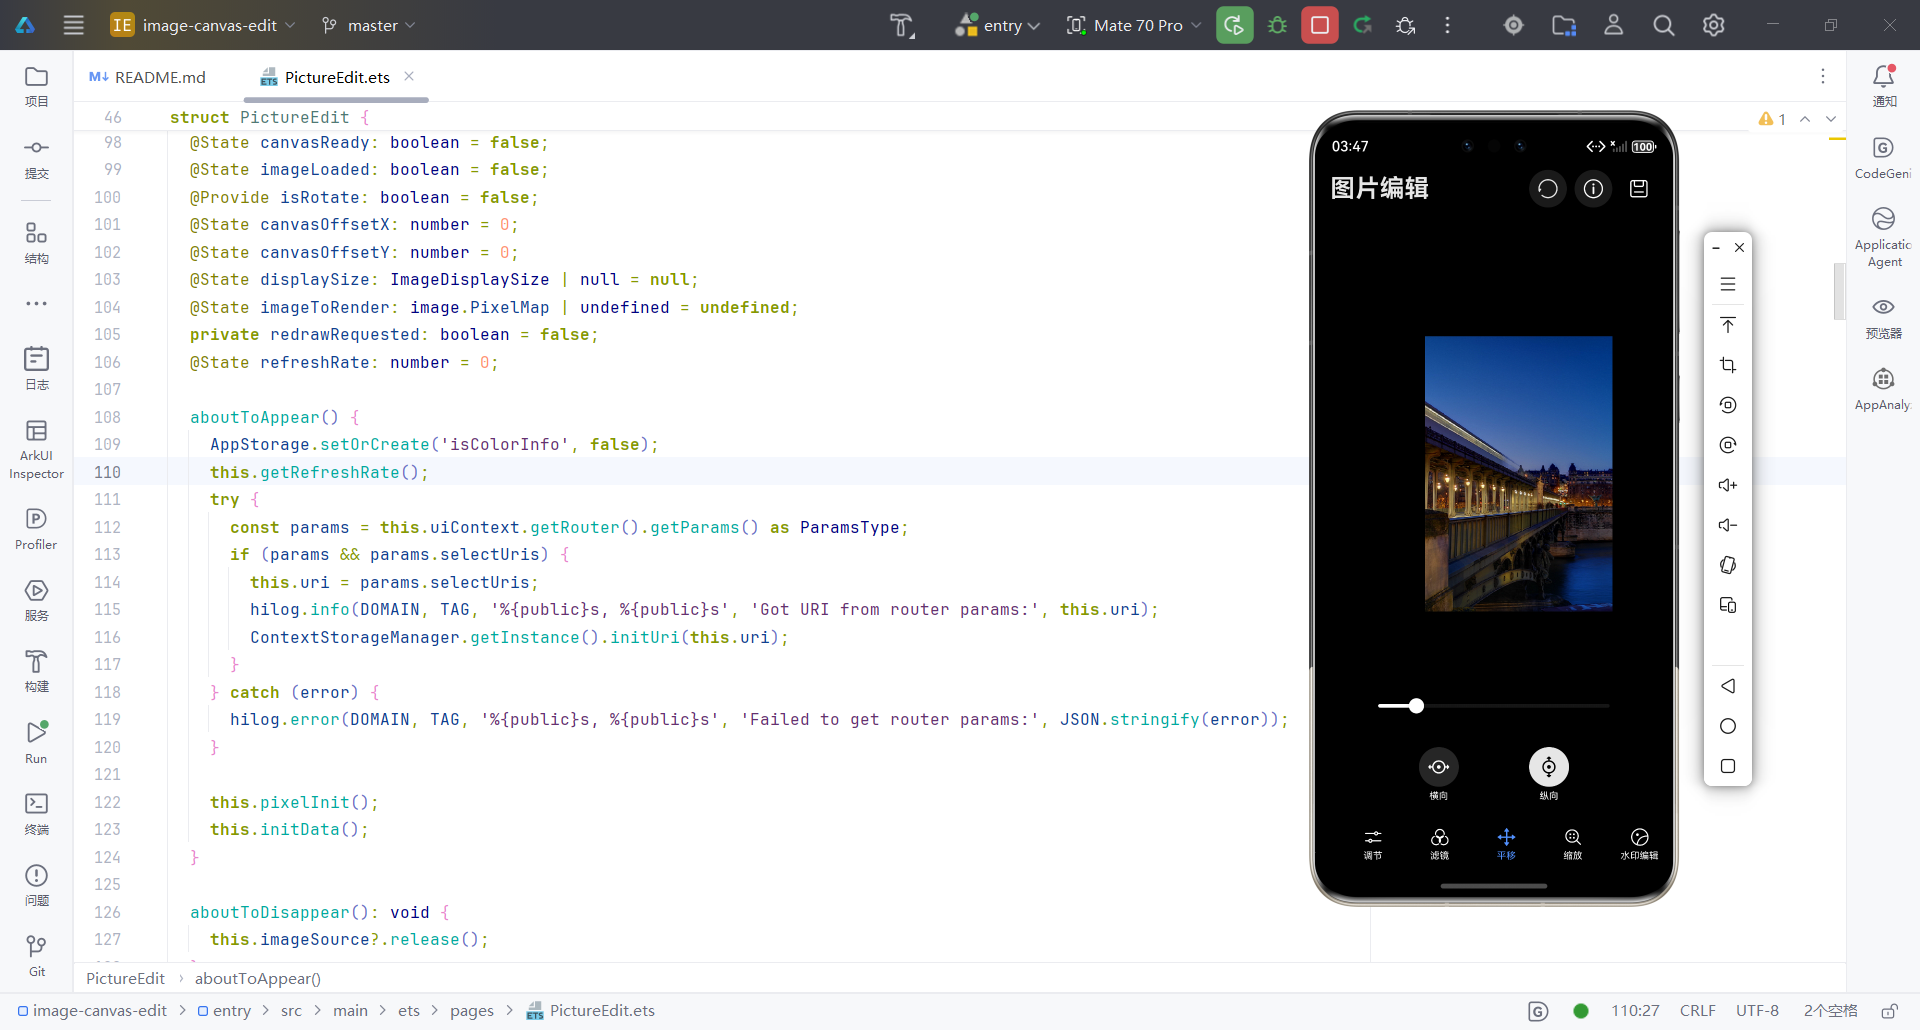 IE image-canvas-edit master entry Mate 70 Pro
README.md PictureEdit.ets
46 struct PictureEdit {
98 @State canvasReady: boolean = false;
99 @State imageLoaded: boolean = false;
100 @Provide isRotate: boolean = false;
101 @State canvasOffsetX: number = 0;
102 @State canvasOffsetY: number = 0;
103 @State displaySize: ImageDisplaySize | null = null;
104 @State imageToRender: image.PixelMap | undefined = undefined;
105 private redrawRequested: boolean = false;
106 @State refreshRate: number = 0;
107
108 aboutToAppear() {
109 AppStorage.setOrCreate('isColorInfo', false);
110 this.getRefreshRate();
111 try {
112 const params = this.uiContext.getRouter().getParams() as ParamsType;
113 if (params && params.selectUris) {
114 this.uri = params.selectUris;
115 hilog.info(DOMAIN, TAG, '%{public}s, %{public}s', 'Got URI from router params:', this.uri);
116 ContextStorageManager.getInstance().initUri(this.uri);
117 }
118 } catch (error) {
119 hilog.error(DOMAIN, TAG, '%{public}s, %{public}s', 'Failed to get router params:', JSON.stringify(error));
120 }
121
122 this.pixelInit();
123 this.initData();
124 }
125
126 aboutToDisappear(): void {
127 this.imageSource?.release();
项目
提交
结构
日志
ArkUI
Inspector
Profiler
服务
构建
Run
终端
问题
Git
1
03:47 100
图片编辑
横向 纵向
调节 滤镜 平移 缩放 水印编辑
通知
CodeGeni
Applicatic
Agent
预览器
AppAnaly
PictureEdit › aboutToAppear()
image-canvas-edit > entry > src > main > ets > pages > PictureEdit.ets
110:27 CRLF UTF-8 2个空格